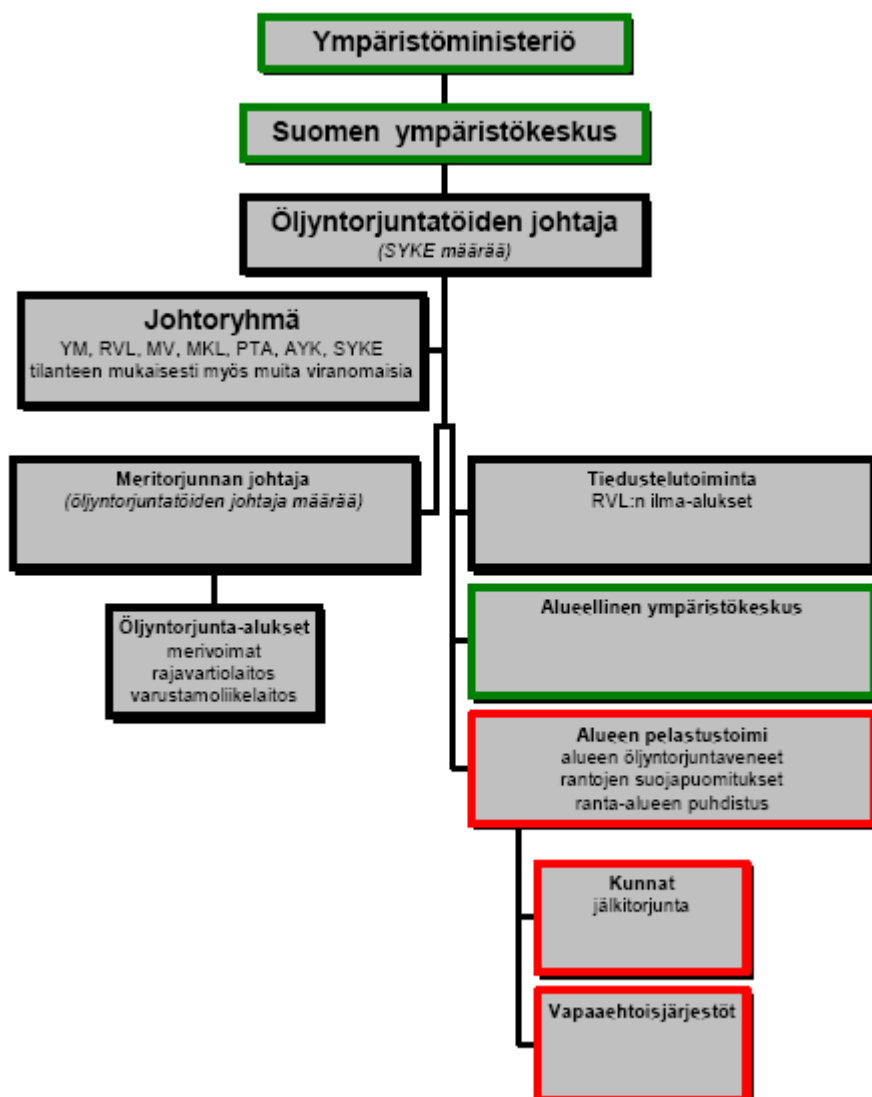 Ympäristöministeriö
Suomen ympäristökeskus
Öljyntorjuntatöiden johtaja
(SYKE määrää)
Johtoryhmä
YM, RVL, MV, MKL, PTA, AYK, SYKE
tilanteen mukaisesti myös muita viranomaisia
Meritorjunnan johtaja
(öljyntorjuntatöiden johtaja määrää)
Öljyntorjunta-alukset
merivoimat
rajavartiolaitos
varustamoliikelaitos
Tiedustelutoiminta
RVL:n ilma-alukset
Alueellinen ympäristökeskus
Alueen pelastustoimi
alueen öljyntorjuntaveneet
rantojen suojapuomitukset
ranta-alueen puhdistus
Kunnat
jälkitorjunta
Vapaaehtoisjärjestöt